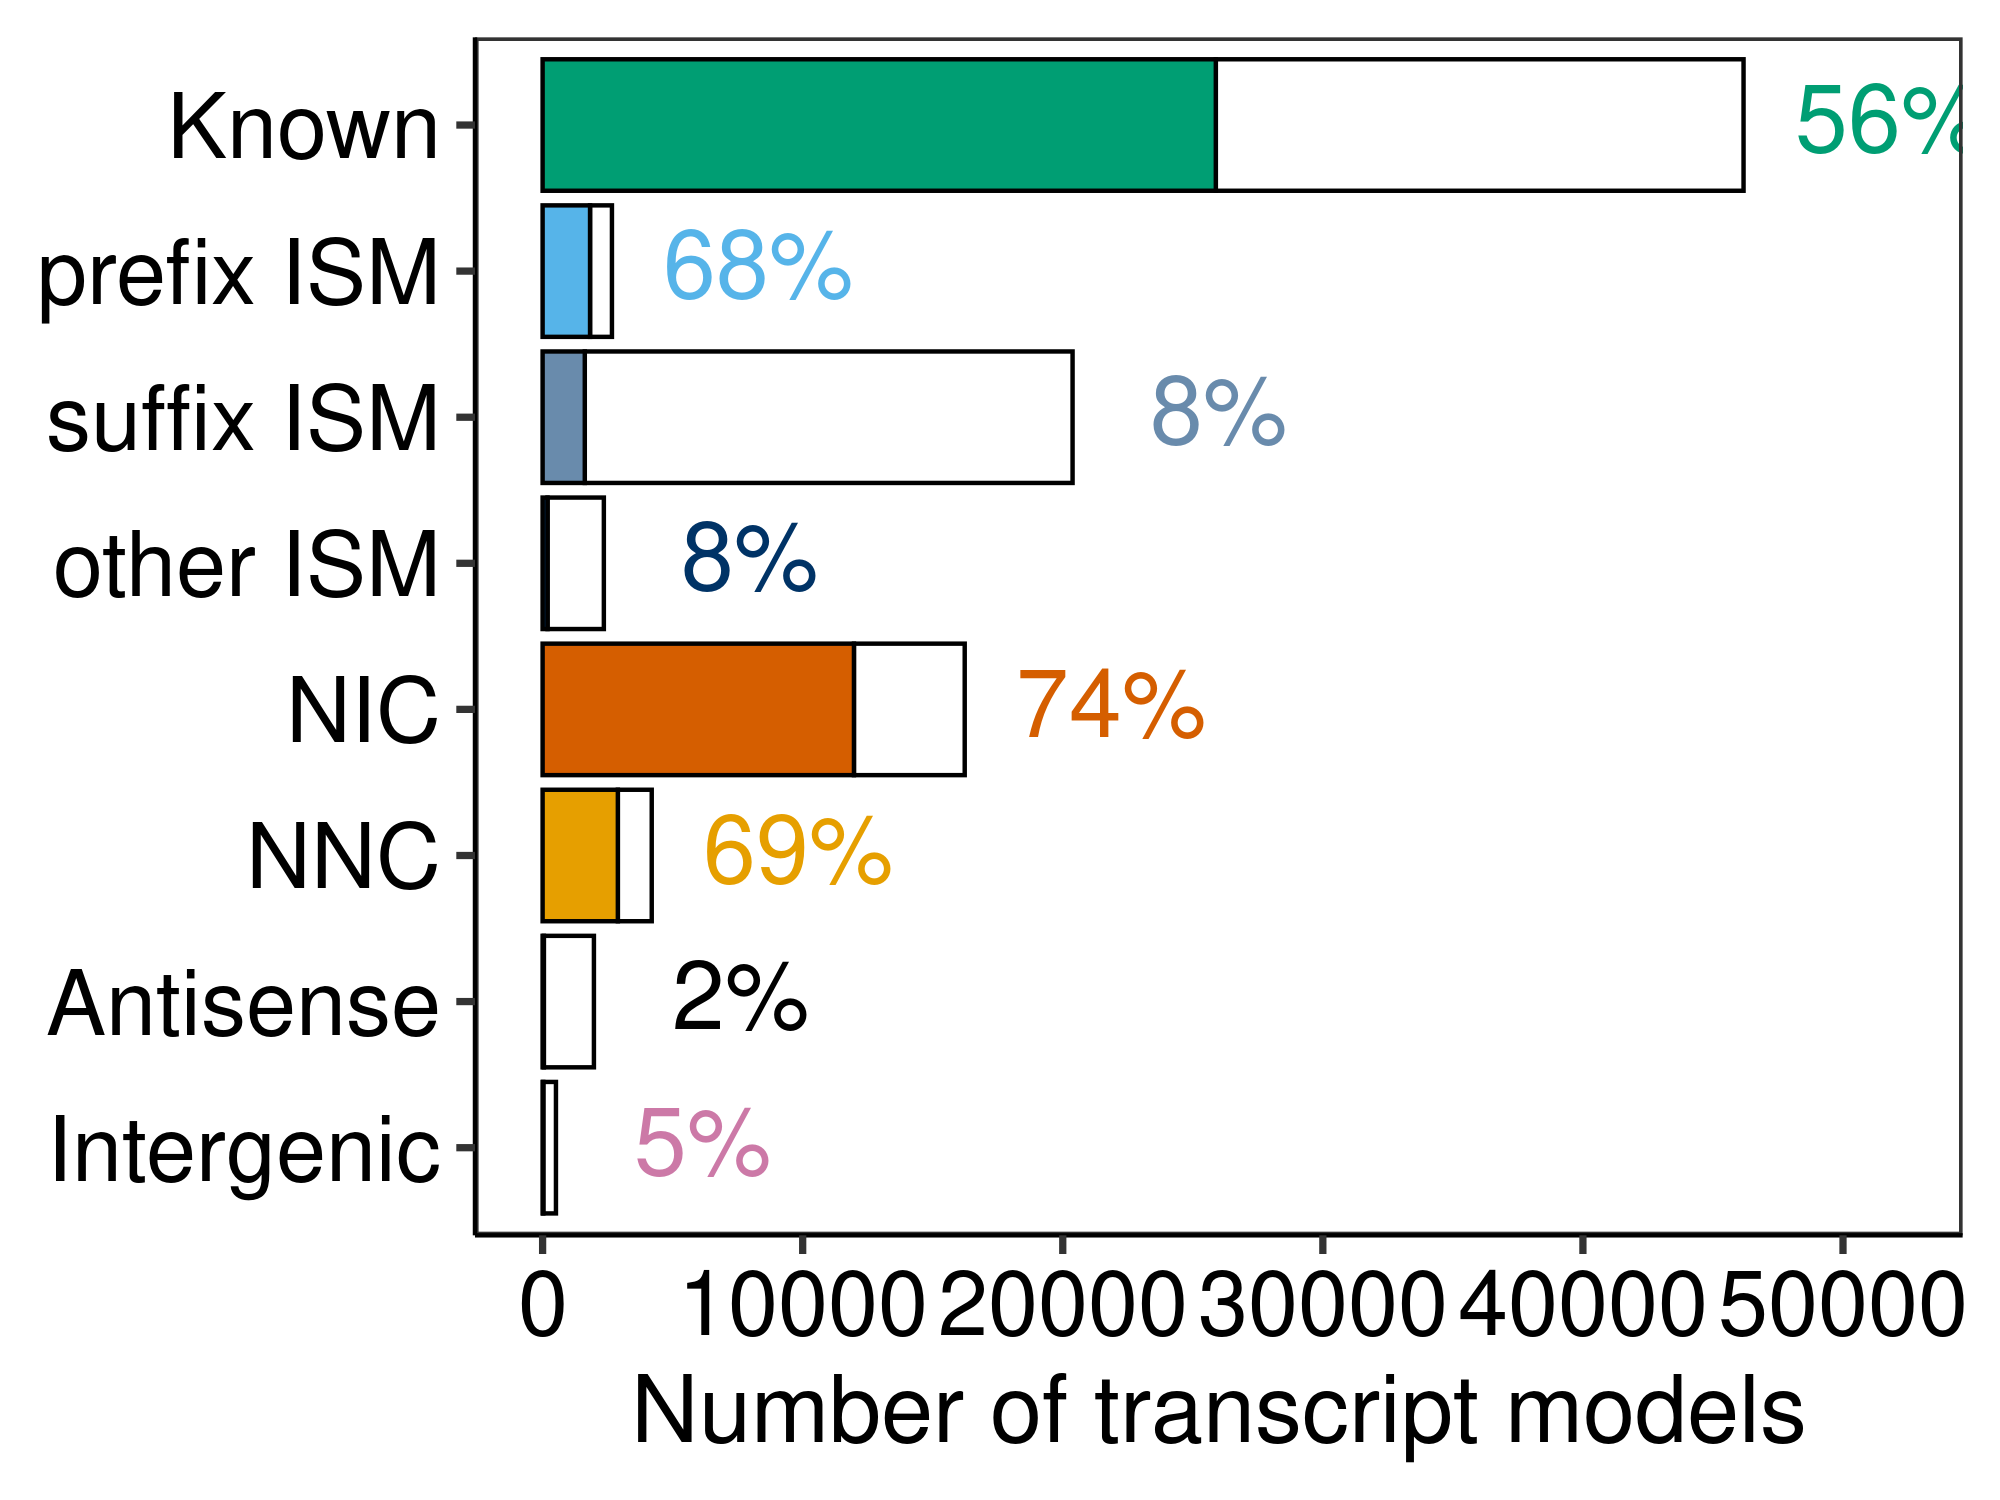 Known 56%
prefix ISM 68%
suffix ISM 8%
other ISM 8%
NIC 74%
NNC 69%
Antisense 2%
Intergenic 5%
0 10000 20000 30000 40000 50000
Number of transcript models